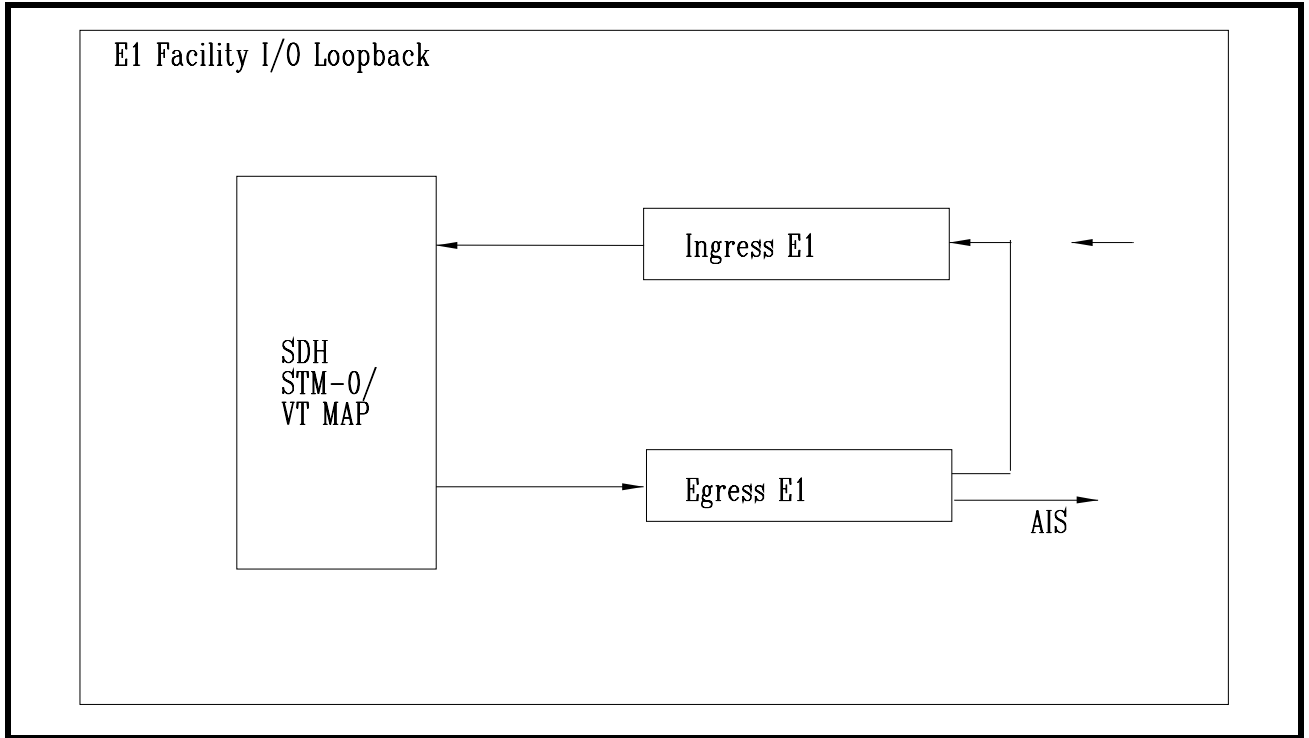 E1 Facility I/O Loopback
Ingress E1
SDH
STM-0/
VT MAP
Egress E1
AIS